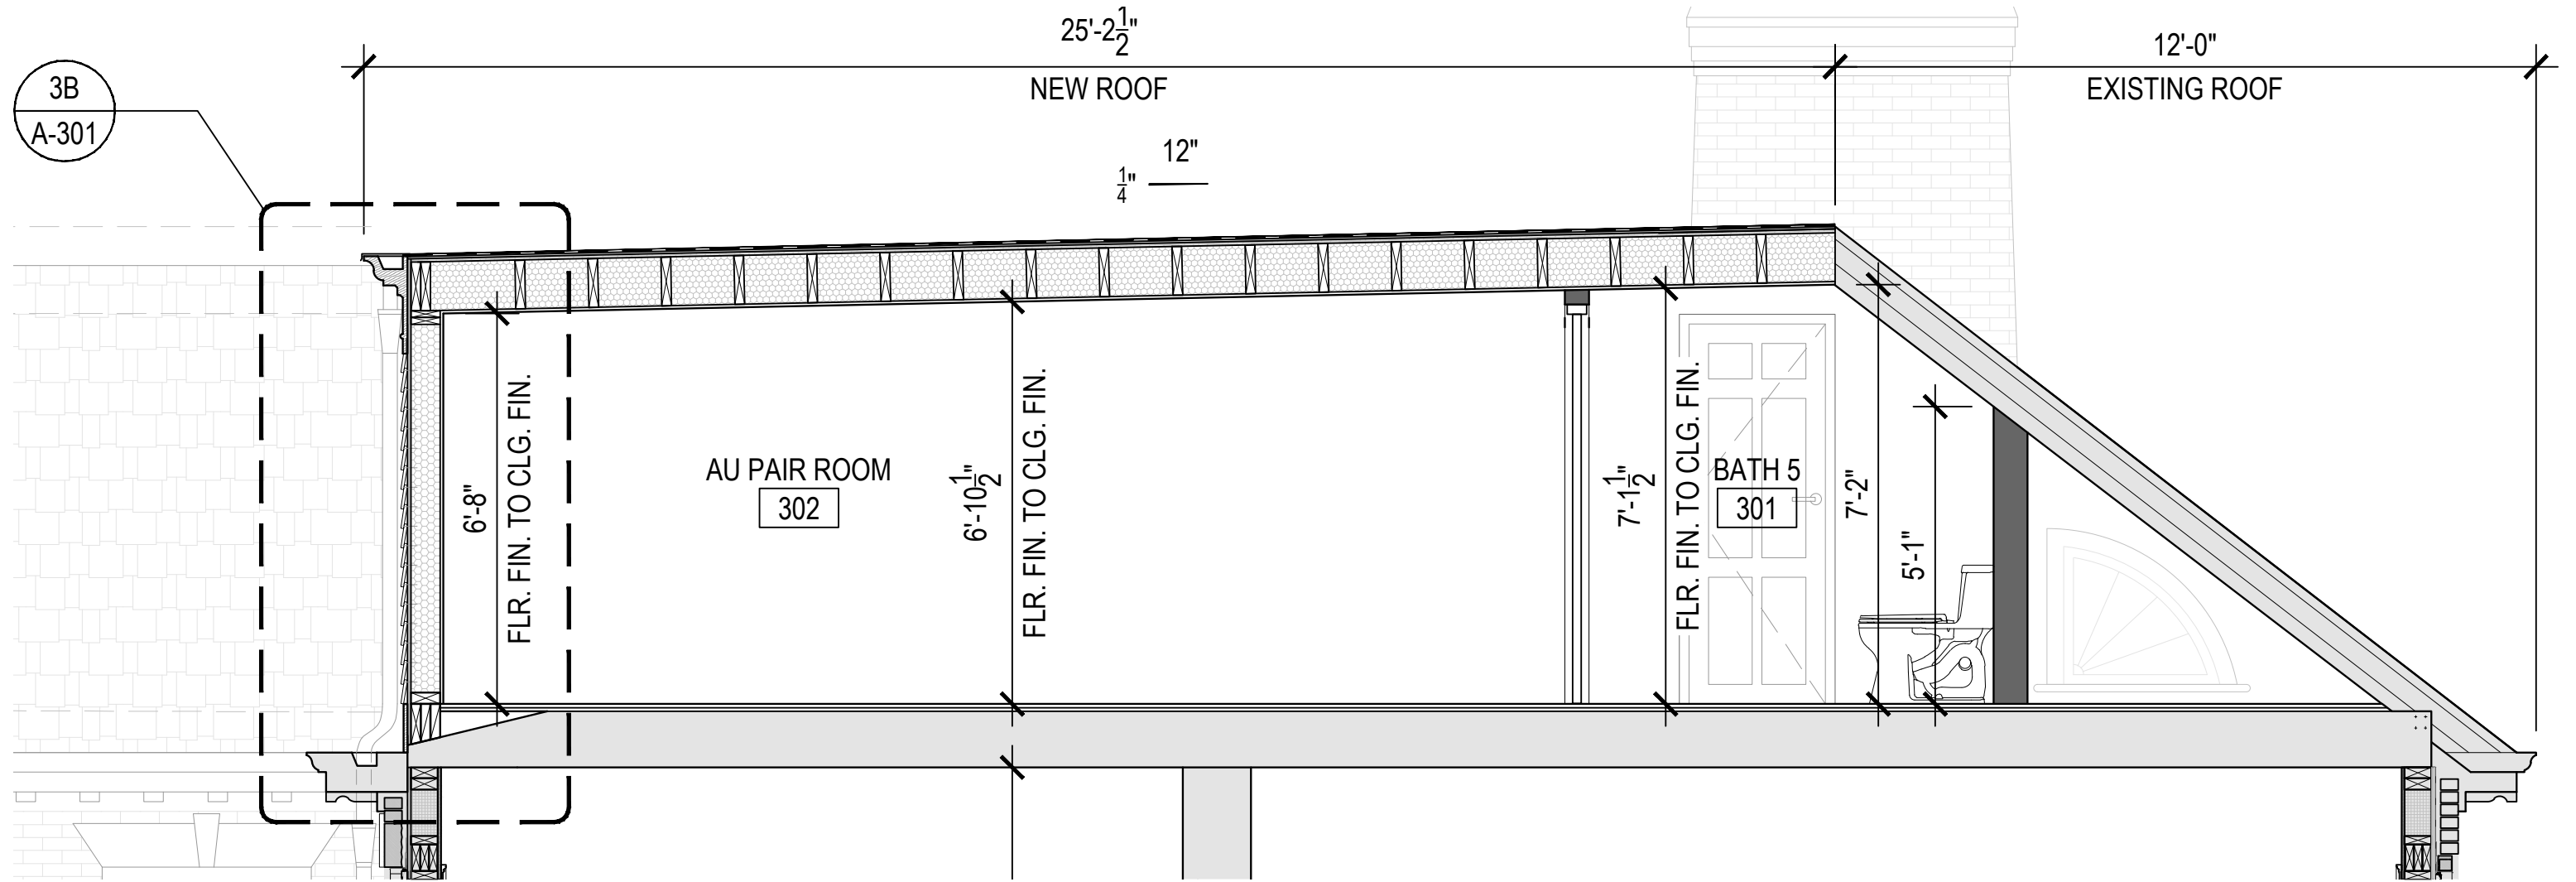 25'-2 1/2"
12'-0"
NEW ROOF
EXISTING ROOF
3B
A-301
12"
1/4"
AU PAIR ROOM
302
BATH 5
301
6'-8"
FLR. FIN. TO CLG. FIN.
6'-10 1/2"
FLR. FIN. TO CLG. FIN.
7'-1 1/2"
FLR. FIN. TO CLG. FIN.
7'-2"
5'-1"